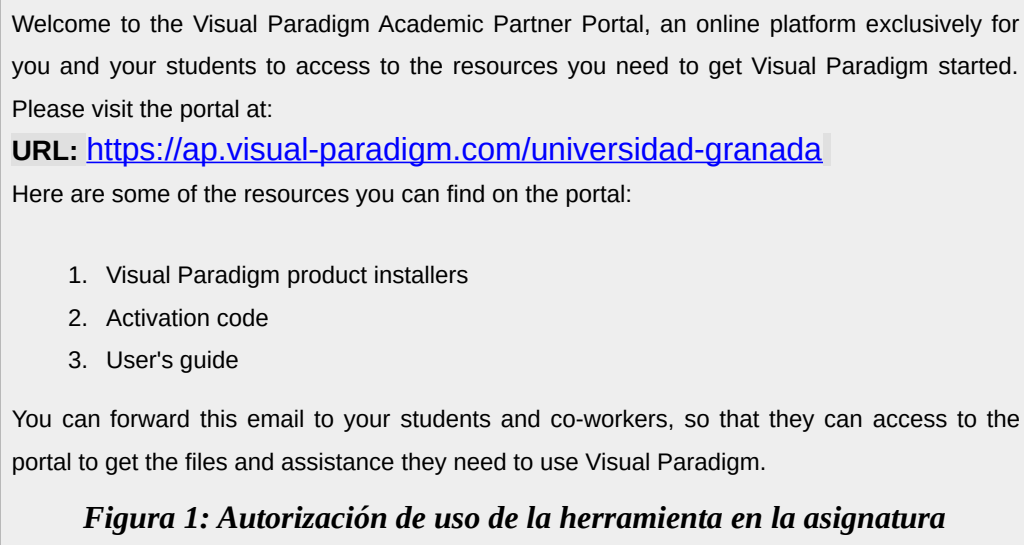 Welcome to the Visual Paradigm Academic Partner Portal, an online platform exclusively for
you and your students to access to the resources you need to get Visual Paradigm started.
Please visit the portal at:
URL: https://ap.visual-paradigm.com/universidad-granada
Here are some of the resources you can find on the portal:
1. Visual Paradigm product installers
2. Activation code
3. User's guide
You can forward this email to your students and co-workers, so that they can access to the
portal to get the files and assistance they need to use Visual Paradigm.
Figura 1: Autorización de uso de la herramienta en la asignatura